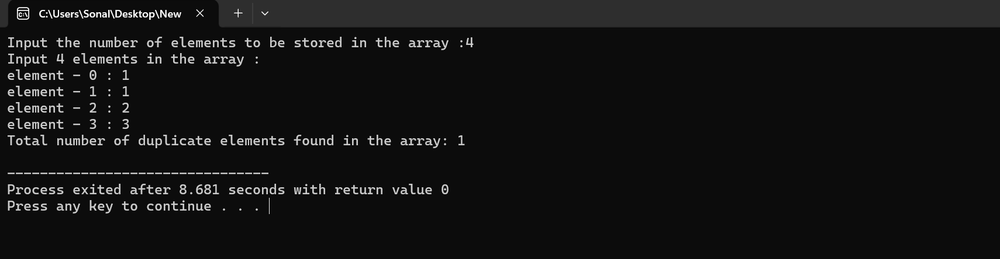 C:\Users\Sonal\Desktop\New
Input the number of elements to be stored in the array :4
Input 4 elements in the array :
element - 0 : 1
element - 1 : 1
element - 2 : 2
element - 3 : 3
Total number of duplicate elements found in the array: 1
--------------------------------
Process exited after 8.681 seconds with return value 0
Press any key to continue . . .